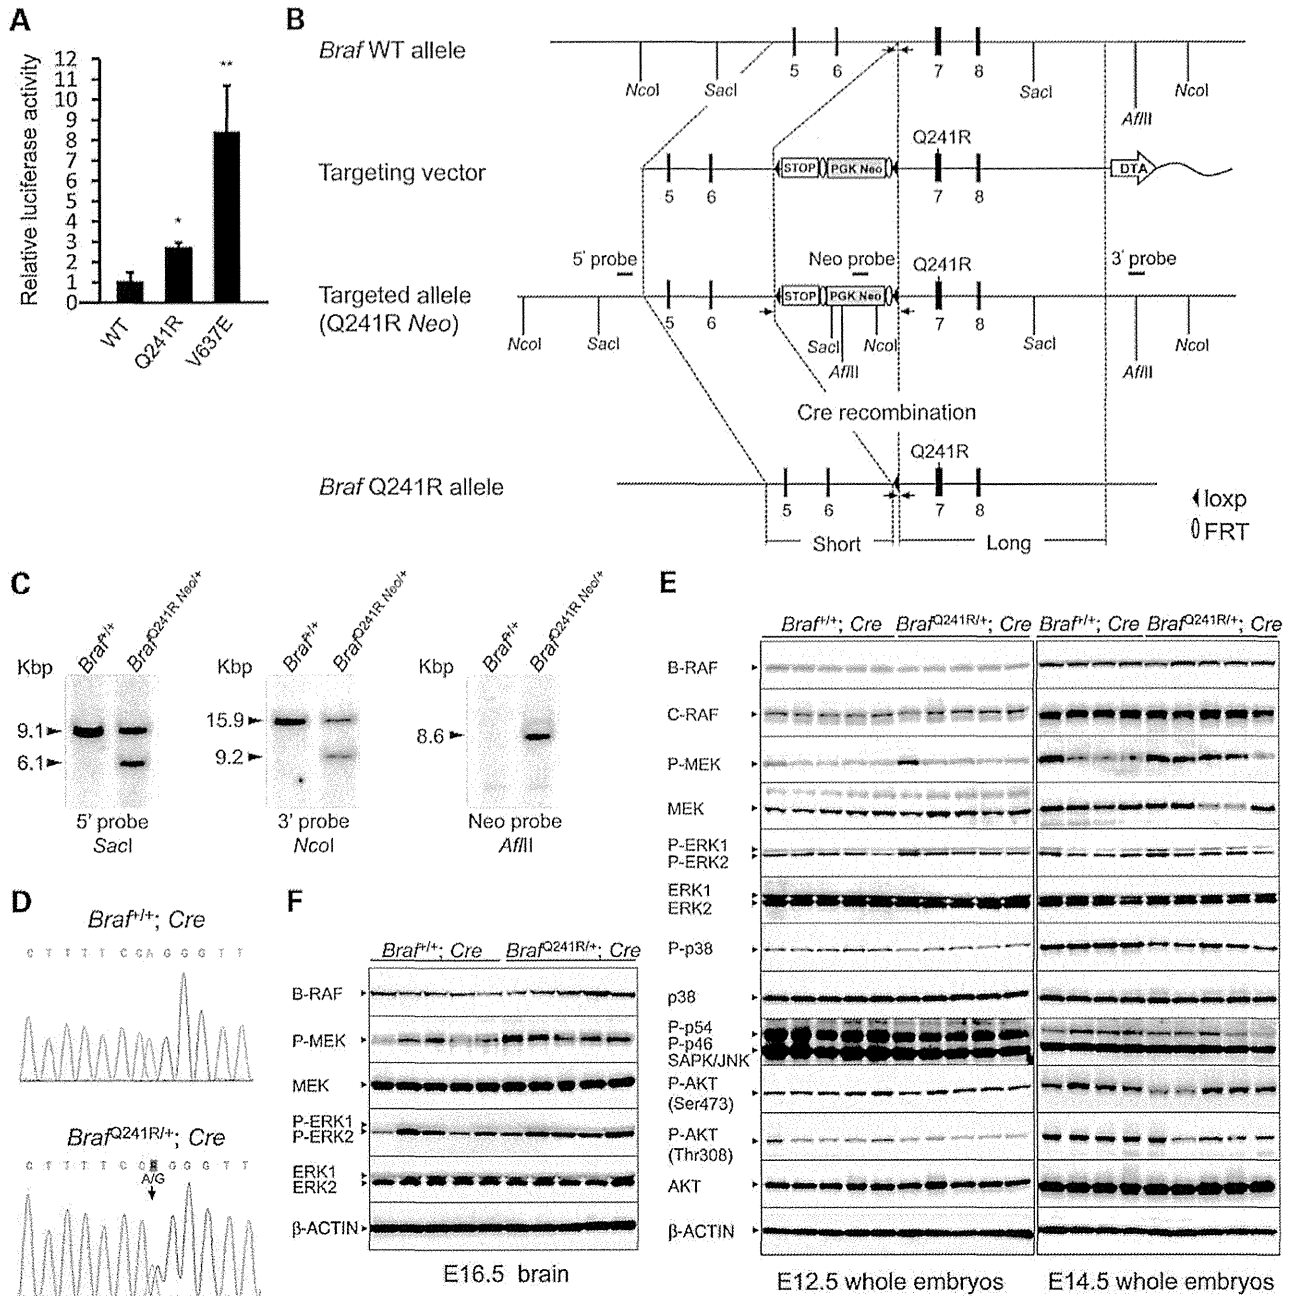 A
Relative luciferase activity
12
11
10
9
8
7
6
5
4
3
2
1
0
*
**
WT
Q241R
V637E
B
Braf WT allele
5
6
7
8
NcoI
SacI
SacI
AflII
NcoI
Targeting vector
Q241R
STOP
PGK Neo
DTA
5
6
7
8
5' probe
Neo probe
Q241R
3' probe
Targeted allele
(Q241R Neo)
STOP
PGK Neo
5
6
7
8
NcoI
SacI
SacI
AflII
NcoI
SacI
AflII
NcoI
Cre recombination
Q241R
Braf Q241R allele
5
6
7
8
Short
Long
loxp
FRT
C
Kbp
Braf+/+
BrafQ241R Neo/+
9.1
6.1
5' probe
SacI
Kbp
Braf+/+
BrafQ241R Neo/+
15.9
9.2
3' probe
NcoI
Kbp
Braf+/+
BrafQ241R Neo/+
8.6
Neo probe
AflII
D
Braf+/+; Cre
C T T T T C C A G G G T T
BrafQ241R/+; Cre
C T T T T C C R G G G T T
A/G
E
Braf+/+; Cre BrafQ241R/+; Cre Braf+/+; Cre BrafQ241R/+; Cre
B-RAF
C-RAF
P-MEK
MEK
P-ERK1
P-ERK2
ERK1
ERK2
P-p38
p38
P-p54
P-p46
SAPK/JNK
P-AKT
(Ser473)
P-AKT
(Thr308)
AKT
β-ACTIN
E12.5 whole embryos
E14.5 whole embryos
F
Braf+/+; Cre BrafQ241R/+; Cre
B-RAF
P-MEK
MEK
P-ERK1
P-ERK2
ERK1
ERK2
β-ACTIN
E16.5 brain